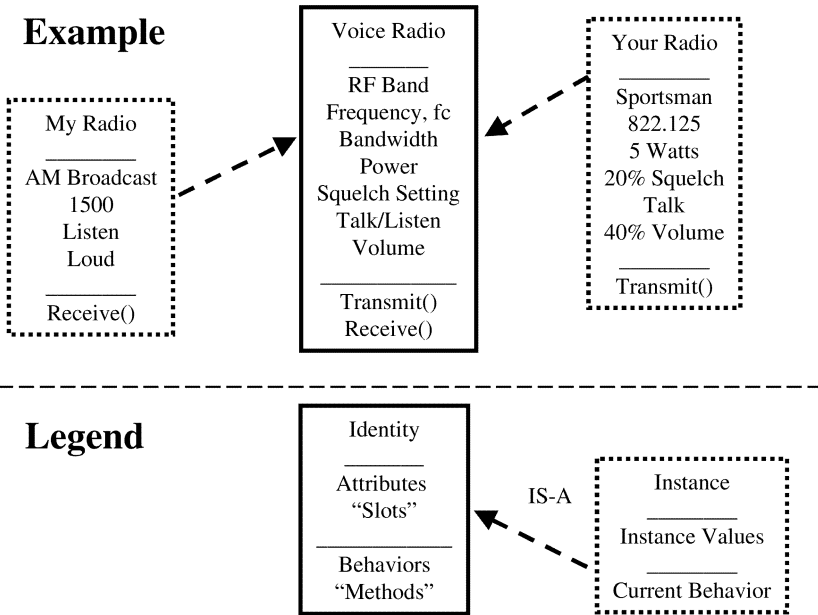 Example
My Radio
AM Broadcast
1500
Listen
Loud
Receive()
Voice Radio
RF Band
Frequency, fc
Bandwidth
Power
Squelch Setting
Talk/Listen
Volume
Transmit()
Receive()
Your Radio
Sportsman
822.125
5 Watts
20% Squelch
Talk
40% Volume
Transmit()
Legend
Identity
Attributes
“Slots”
Behaviors
“Methods”
IS-A
Instance
Instance Values
Current Behavior